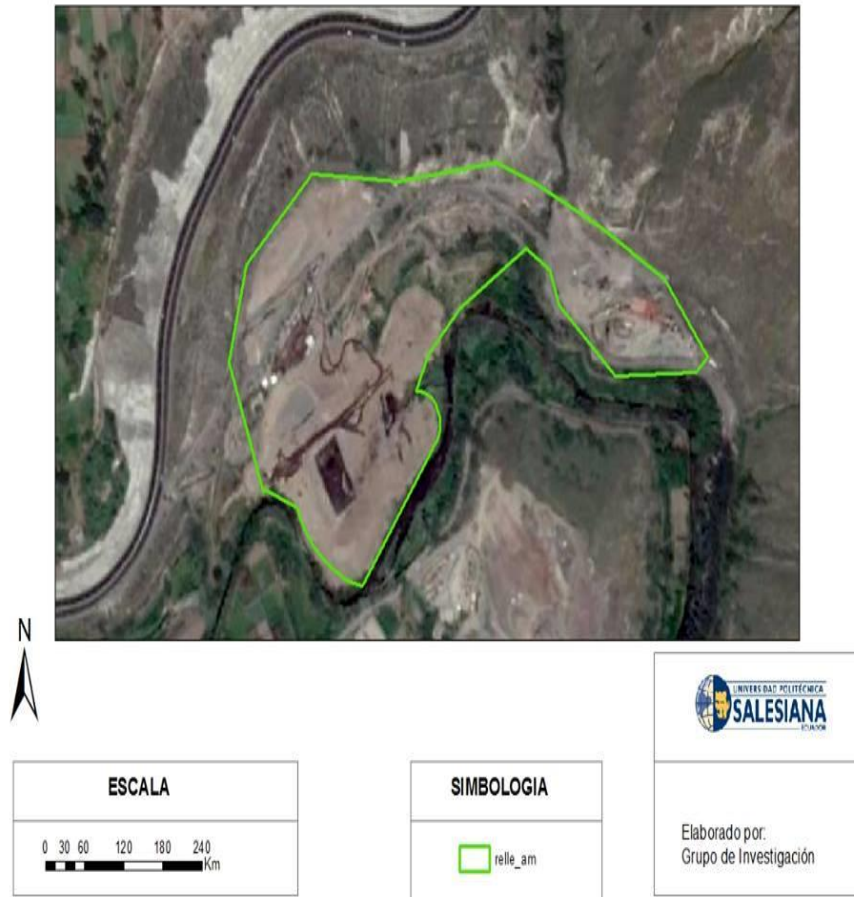 N
ESCALA
0 30 60 120 180 240
Km
SIMBOLOGIA
relle_am
UNIVERSIDAD POLITÉCNICA
SALESIANA
ECUADOR
Elaborado por:
Grupo de Investigación